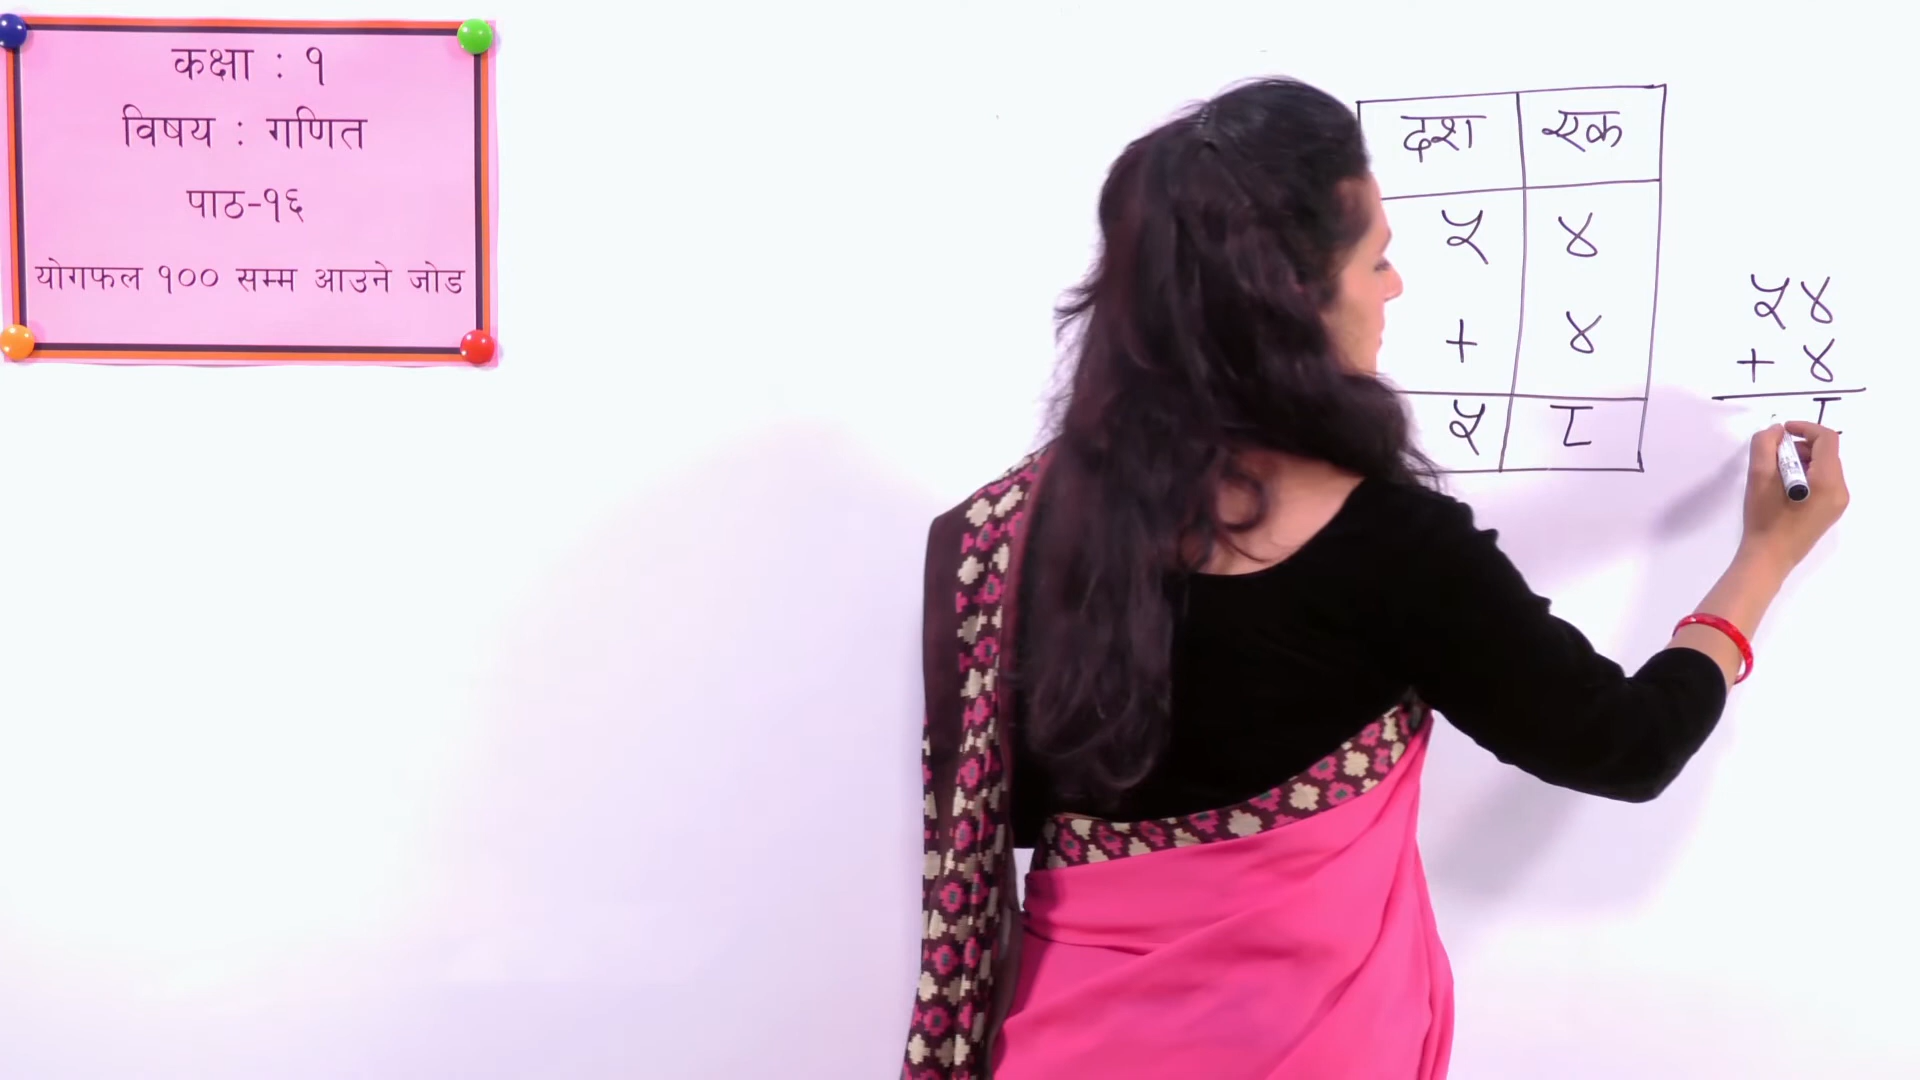 कक्षा : १
विषय : गणित
पाठ-१६
योगफल १०० सम्म आउने जोड
दश एक
५ ४
+ ४
५ ८
५४
+ ४
८